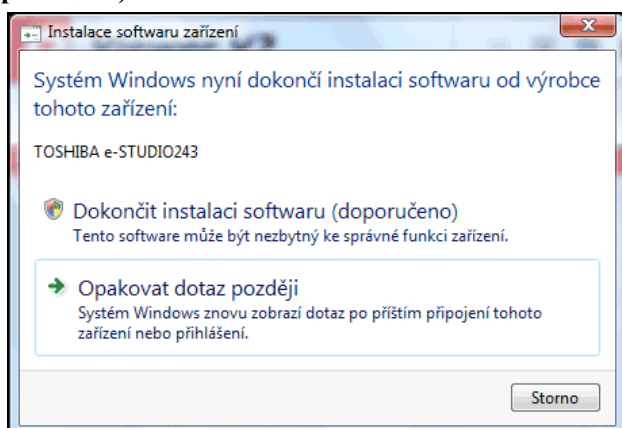 Instalace softwaru zařízení
Systém Windows nyní dokončí instalaci softwaru od výrobce
tohoto zařízení:
TOSHIBA e-STUDIO243
Dokončit instalaci softwaru (doporučeno)
Tento software může být nezbytný ke správné funkci zařízení.
Opakovat dotaz později
Systém Windows znovu zobrazí dotaz po příštím připojení tohoto
zařízení nebo přihlášení.
Storno